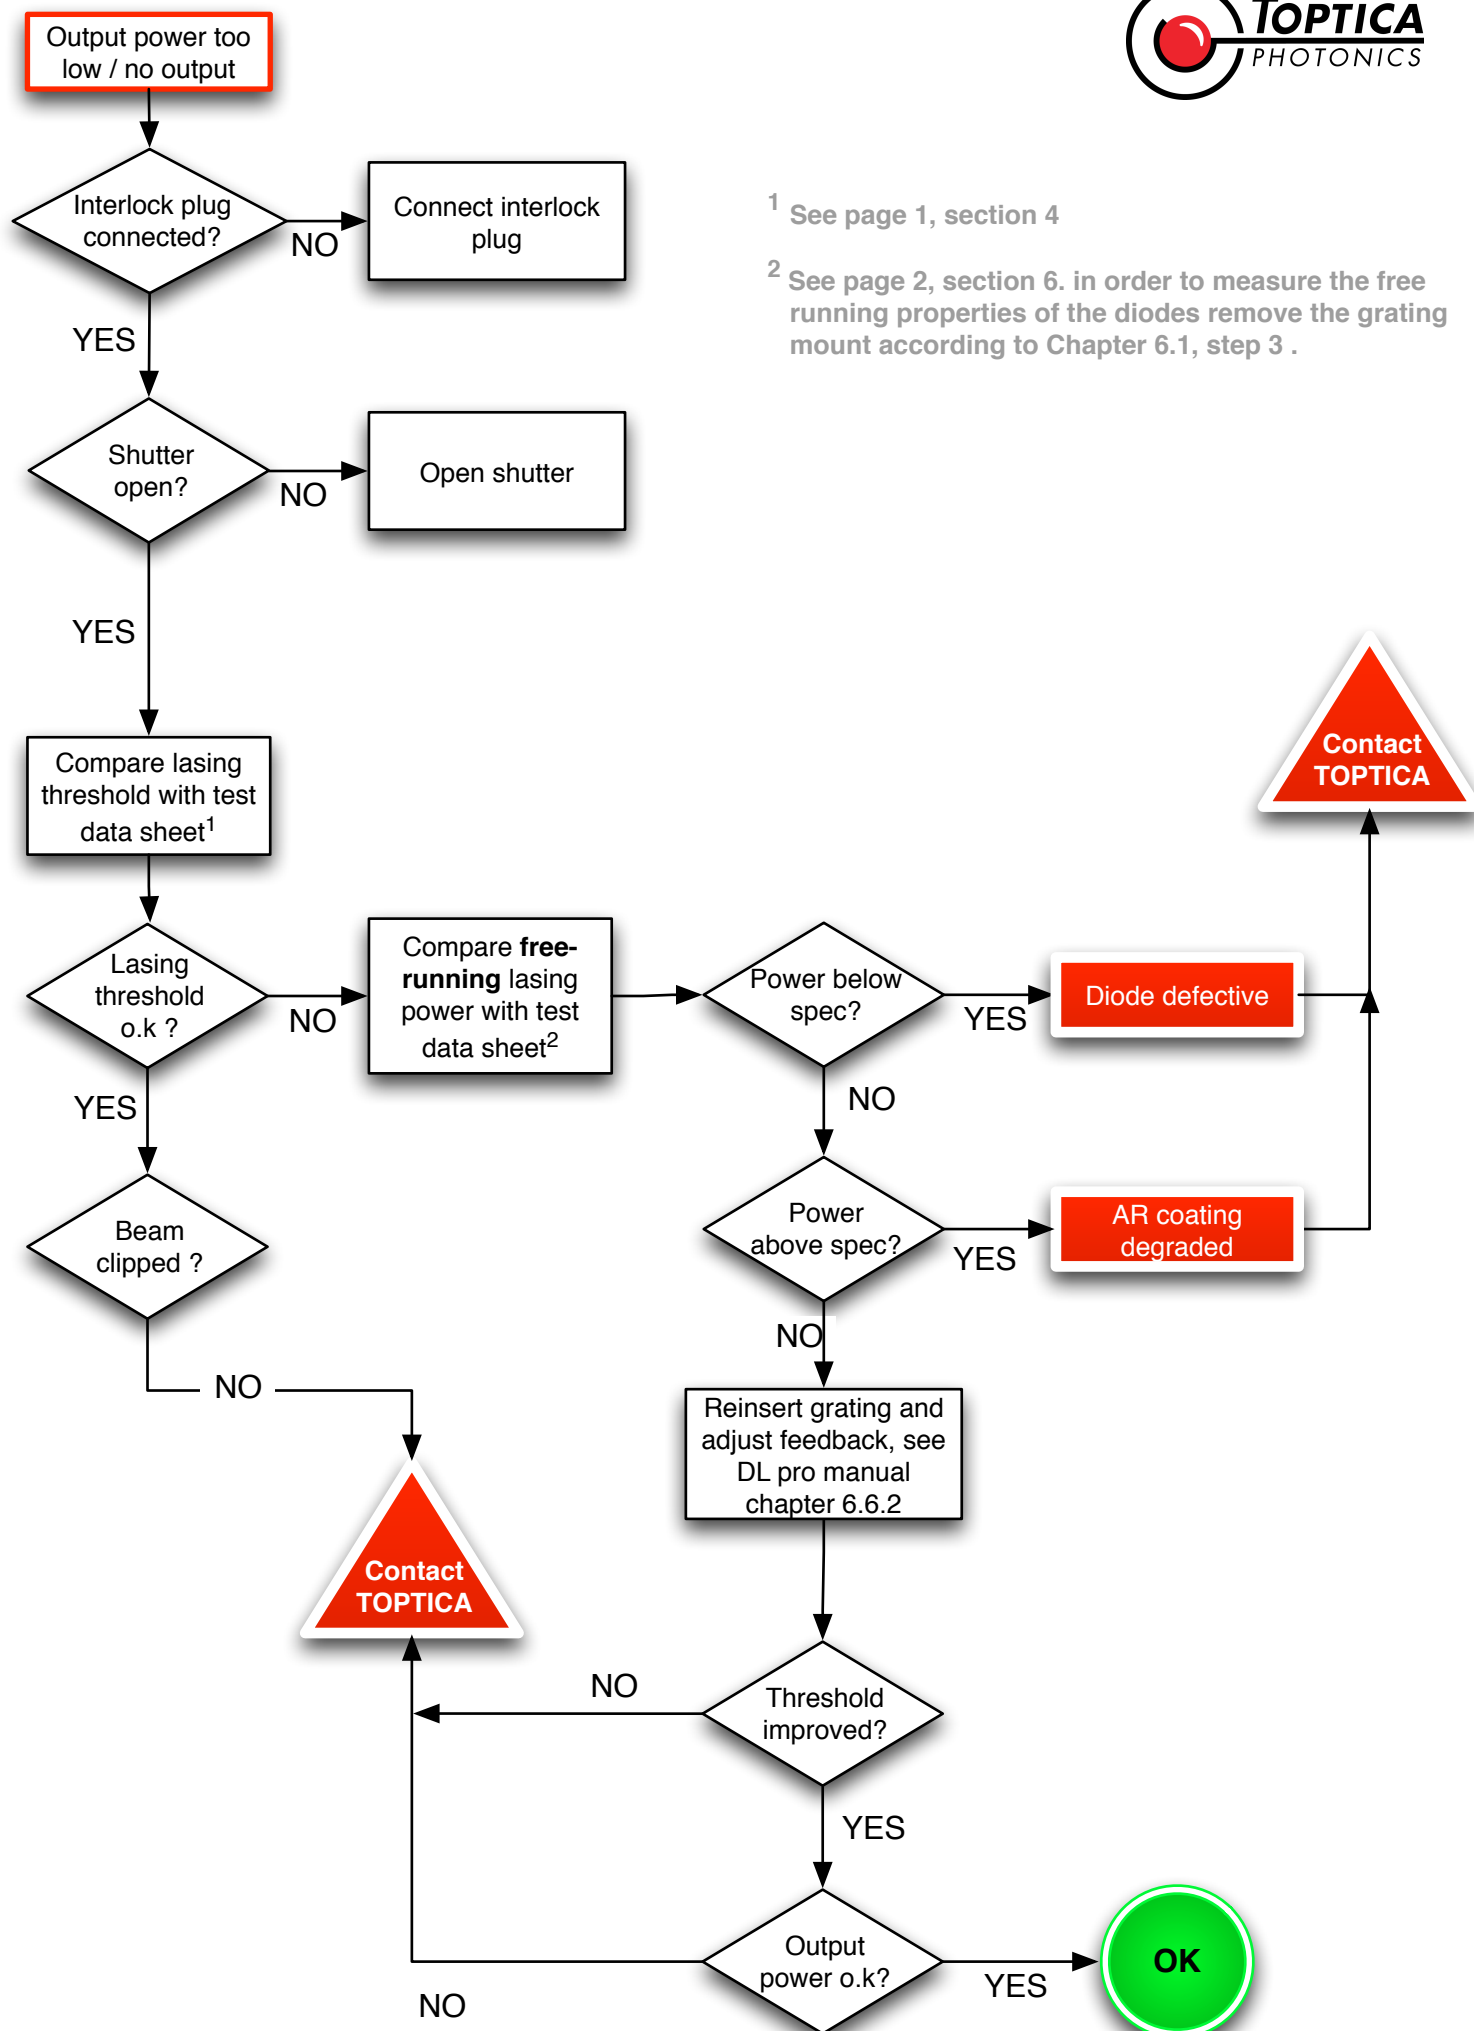 Output power too
low / no output
TOPTICA
PHOTONICS
Interlock plug
connected?
NO
Connect interlock
plug
1 See page 1, section 4
2 See page 2, section 6. in order to measure the free
running properties of the diodes remove the grating
mount according to Chapter 6.1, step 3 .
YES
Shutter
open?
NO
Open shutter
YES
Compare lasing
threshold with test
data sheet1
Contact
TOPTICA
Lasing
threshold
o.k ?
NO
Compare free-
running lasing
power with test
data sheet2
Power below
spec?
YES
Diode defective
YES
NO
Beam
clipped ?
Power
above spec?
YES
AR coating
degraded
NO
NO
Reinsert grating and
adjust feedback, see
DL pro manual
chapter 6.6.2
Contact
TOPTICA
NO
Threshold
improved?
YES
Output
power o.k?
YES
OK
NO